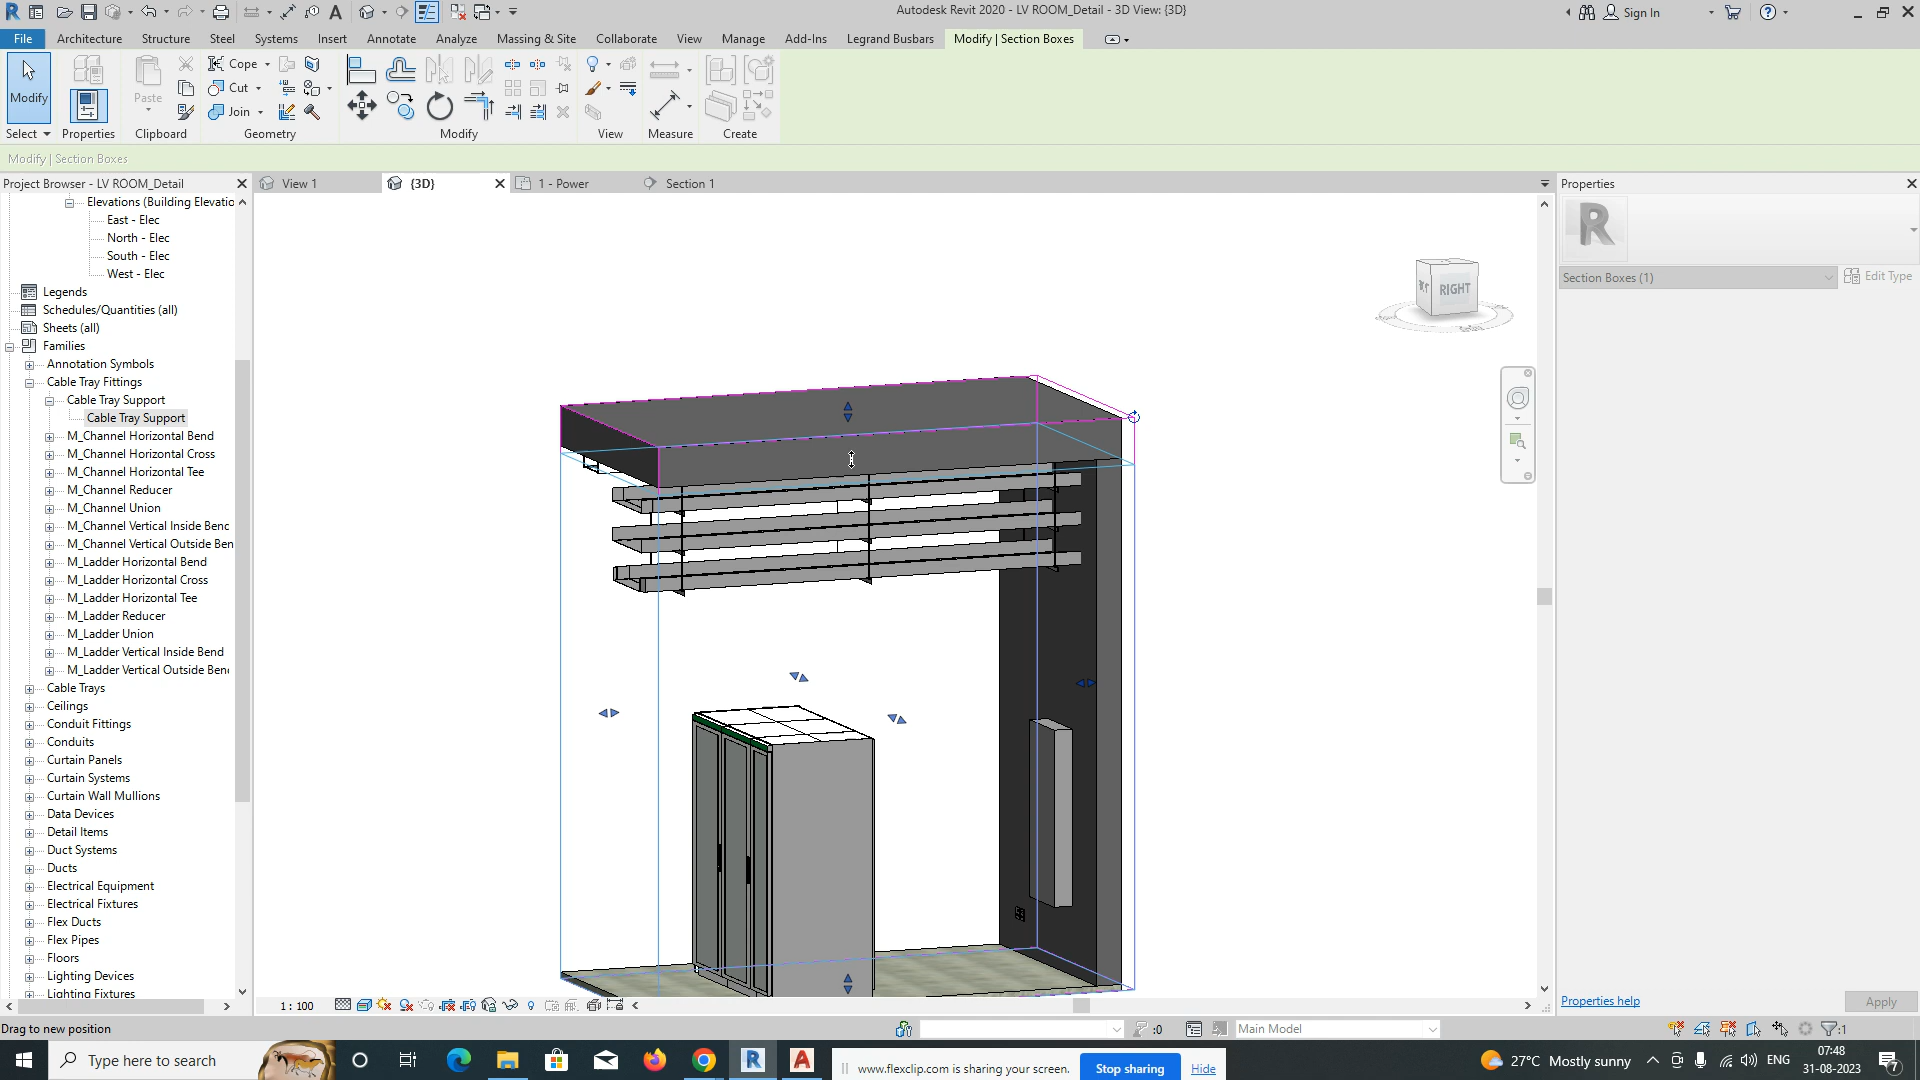 Autodesk Revit 2020 - LV ROOM_Detail - 3D View: {3D}
Sign In
File Architecture Structure Steel Systems Insert Annotate Analyze Massing & Site Collaborate View Manage Add-Ins Legrand Busbars Modify | Section Boxes
Modify
Paste
Cope
Cut
Join
Select Properties Clipboard Geometry Modify View Measure Create
Modify | Section Boxes
Project Browser - LV ROOM_Detail
View 1
{3D}
1 - Power
Section 1
Properties
Elevations (Building Elevatio
East - Elec
North - Elec
South - Elec
West - Elec
Legends
Schedules/Quantities (all)
Sheets (all)
Families
Annotation Symbols
Cable Tray Fittings
Cable Tray Support
Cable Tray Support
M_Channel Horizontal Bend
M_Channel Horizontal Cross
M_Channel Horizontal Tee
M_Channel Reducer
M_Channel Union
M_Channel Vertical Inside Benc
M_Channel Vertical Outside Ben
M_Ladder Horizontal Bend
M_Ladder Horizontal Cross
M_Ladder Horizontal Tee
M_Ladder Reducer
M_Ladder Union
M_Ladder Vertical Inside Bend
M_Ladder Vertical Outside Ben
Cable Trays
Ceilings
Conduit Fittings
Conduits
Curtain Panels
Curtain Systems
Curtain Wall Mullions
Data Devices
Detail Items
Duct Systems
Ducts
Electrical Equipment
Electrical Fixtures
Flex Ducts
Flex Pipes
Floors
Lighting Devices
Lighting Fixtures
RIGHT
Section Boxes (1)
Edit Type
1 : 100
Properties help
Apply
Drag to new position
:0
Main Model
:1
Type here to search
www.flexclip.com is sharing your screen.
Stop sharing
Hide
27°C Mostly sunny
ENG
07:48
31-08-2023
7